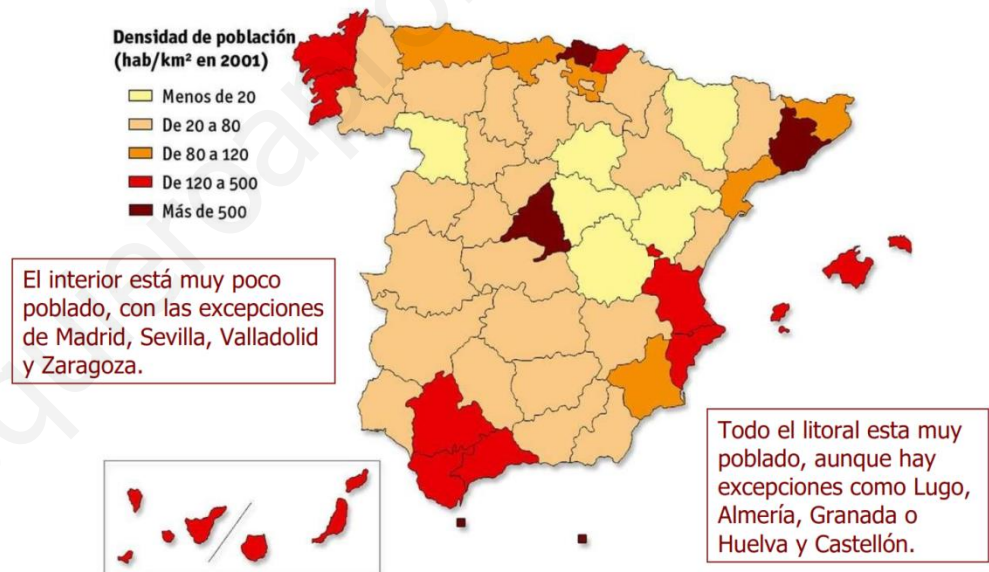 Densidad de población
(hab/km² en 2001)
Menos de 20
De 20 a 80
De 80 a 120
De 120 a 500
Más de 500
El interior está muy poco
poblado, con las excepciones
de Madrid, Sevilla, Valladolid
y Zaragoza.
Todo el litoral esta muy
poblado, aunque hay
excepciones como Lugo,
Almería, Granada o
Huelva y Castellón.